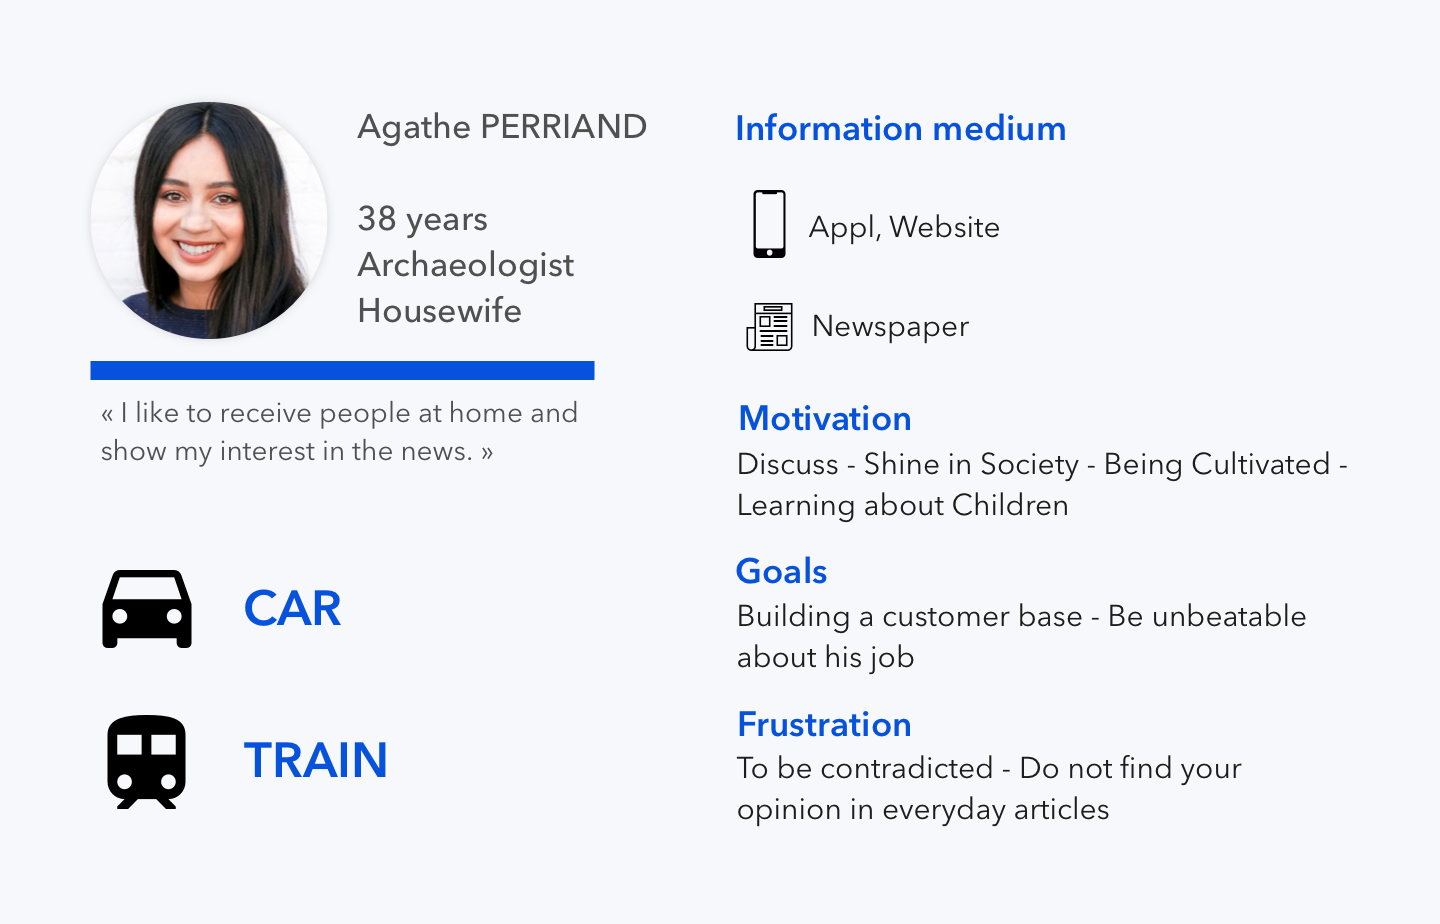 Agathe PERRIAND
38 years
Archaeologist
Housewife
« I like to receive people at home and
show my interest in the news. »
CAR
TRAIN
Information medium
Appl, Website
Newspaper
Motivation
Discuss - Shine in Society - Being Cultivated -
Learning about Children
Goals
Building a customer base - Be unbeatable
about his job
Frustration
To be contradicted - Do not find your
opinion in everyday articles